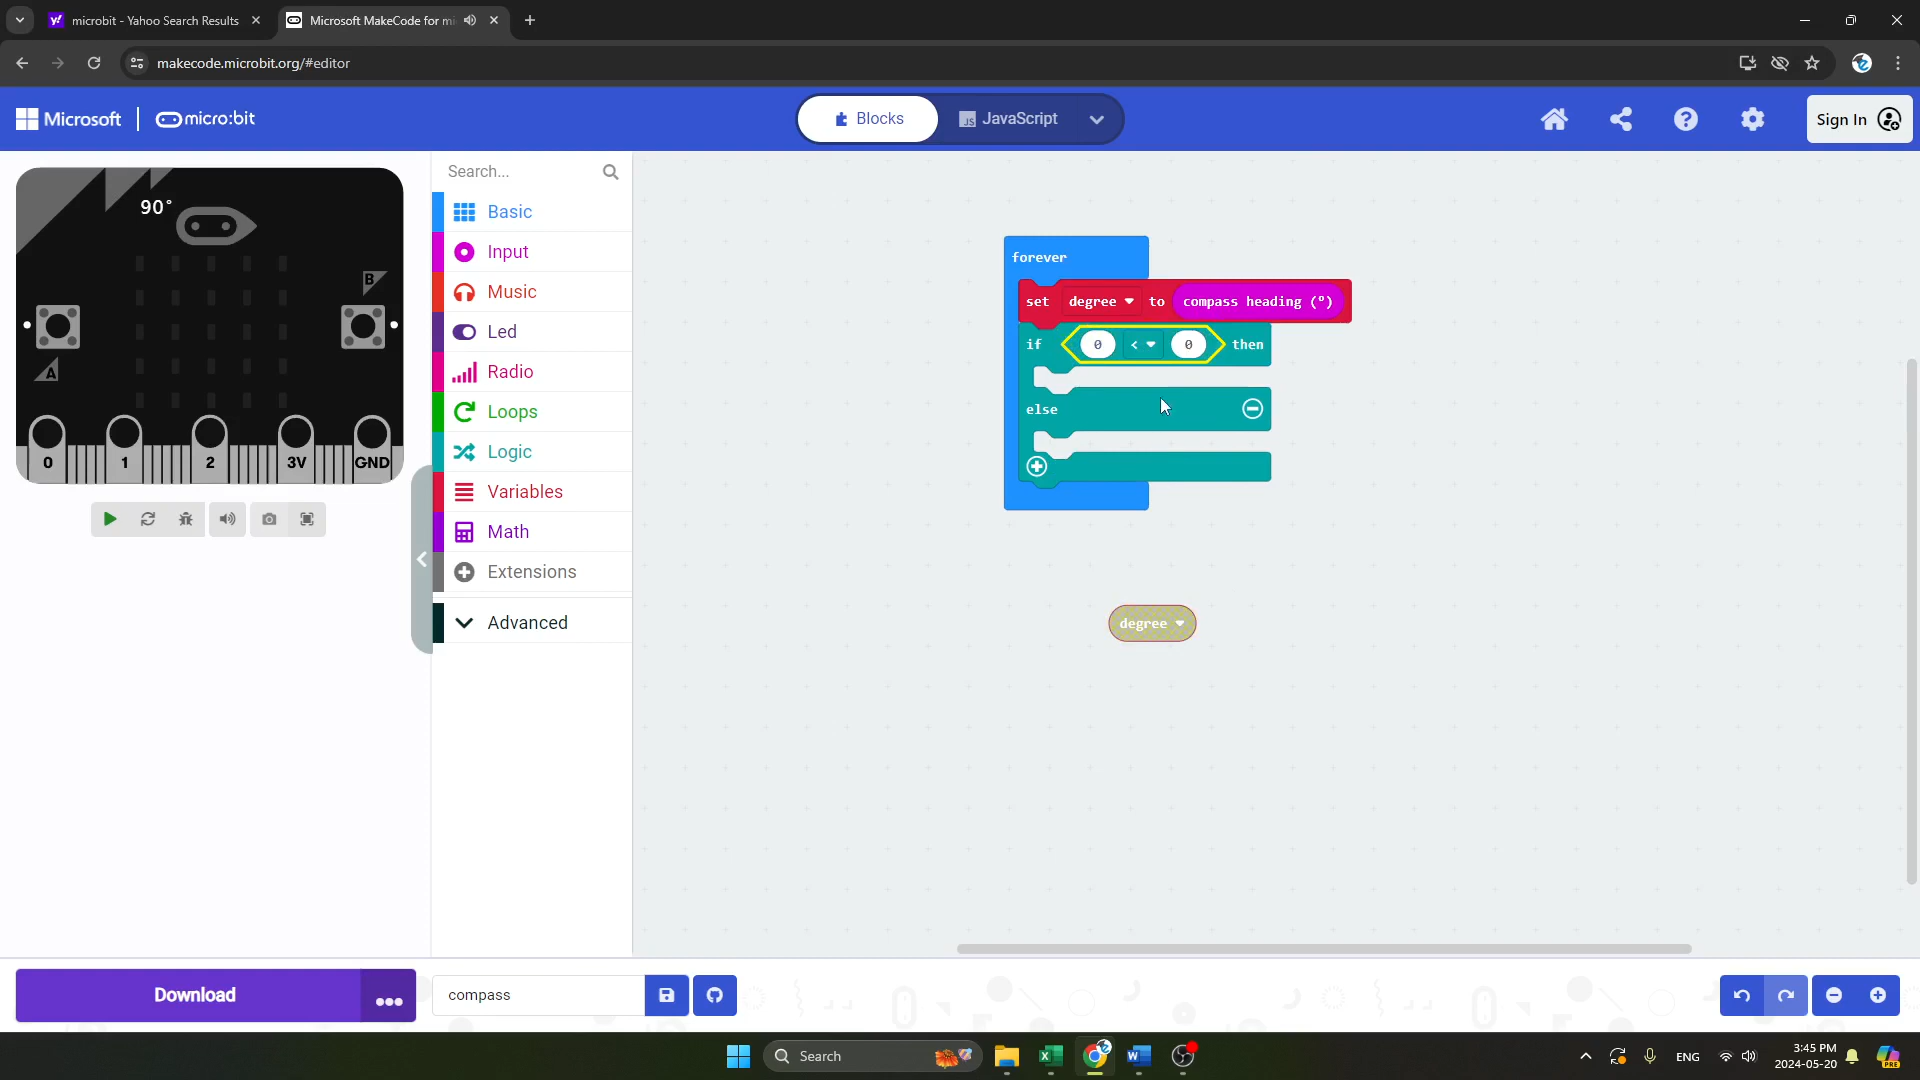 microbit - Yahoo Search Results
Microsoft MakeCode for mi
makecode.microbit.org/#editor
Microsoft
micro:bit
Blocks
JS
JavaScript
Sign In
90°
B
A
0
1
2
3V
GND
Search...
Basic
Input
Music
Led
Radio
Loops
Logic
Variables
Math
Extensions
Advanced
forever
set degree to compass heading (°)
if 0 < 0 then
else
degree
Download
compass
Search
ENG
3:45 PM
2024-05-20
PRE